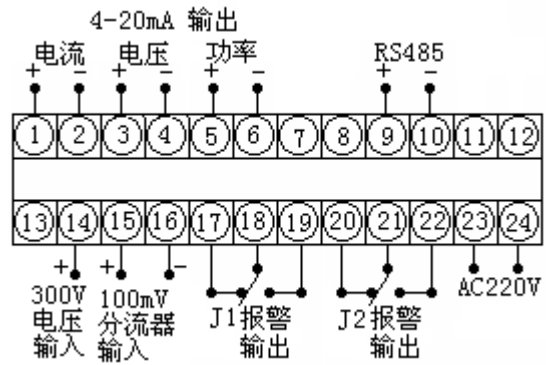 4-20mA 输出
电流 电压 功率 RS485
+ - + - + - + -
1 2 3 4 5 6 7 8 9 10 11 12
13 14 15 16 17 18 19 20 21 22 23 24
+ + -
300V 100mV AC220V
电压 分流器 J1报警 J2报警
输入 输入 输出 输出